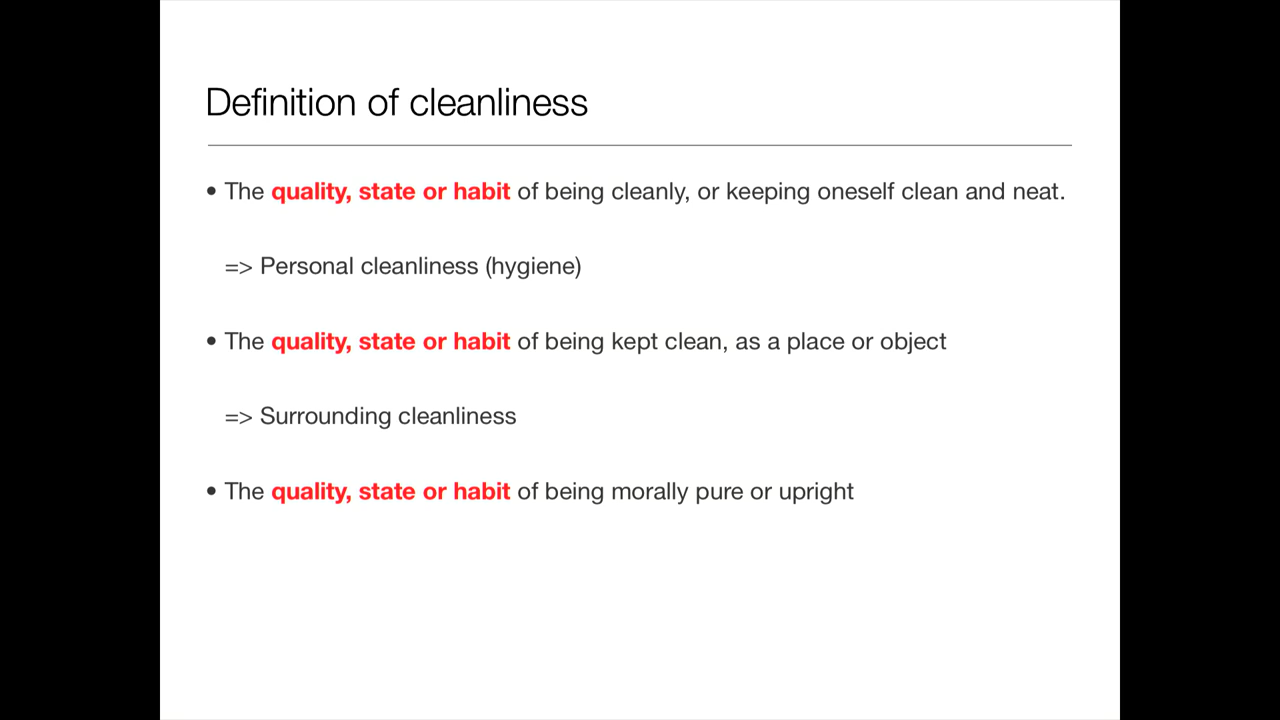 Definition of cleanliness
• The quality, state or habit of being cleanly, or keeping oneself clean and neat.
=> Personal cleanliness (hygiene)
• The quality, state or habit of being kept clean, as a place or object
=> Surrounding cleanliness
• The quality, state or habit of being morally pure or upright